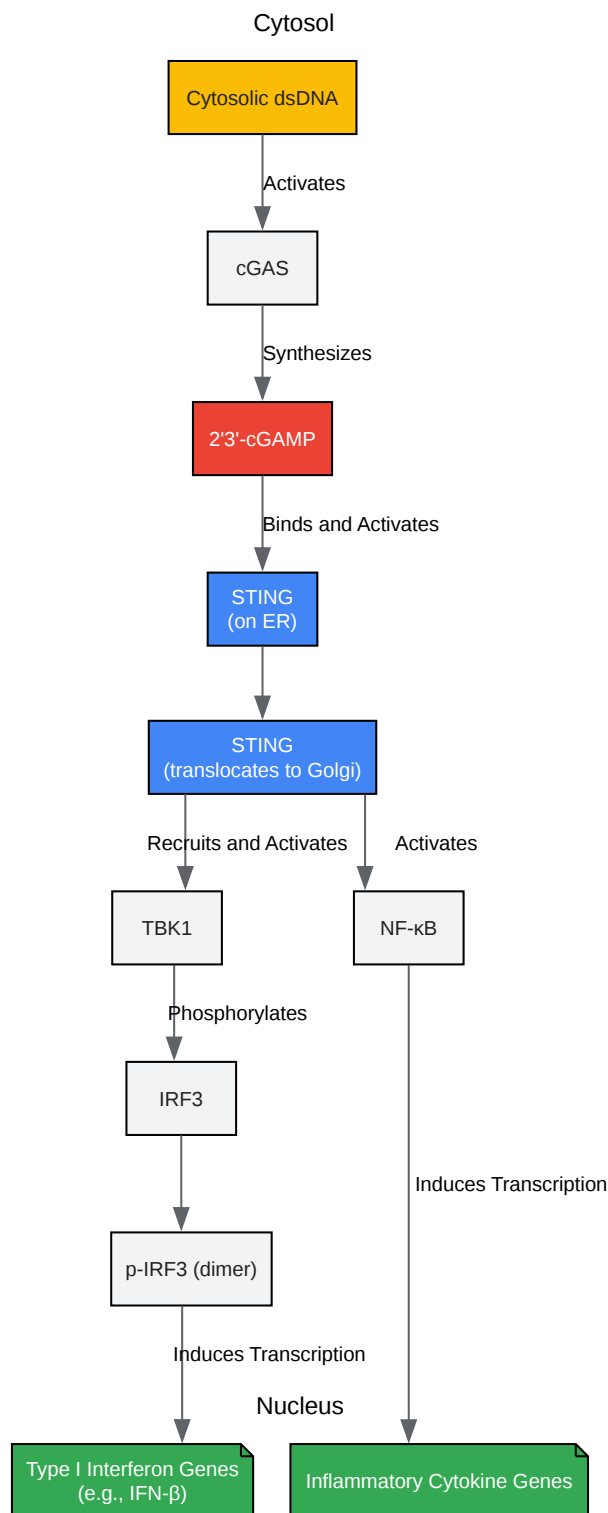 Cytosol
Cytosolic dsDNA
Activates
cGAS
Synthesizes
2'3'-cGAMP
Binds and Activates
STING
(on ER)
STING
(translocates to Golgi)
Recruits and Activates
Activates
TBK1
NF-κB
Phosphorylates
IRF3
Induces Transcription
p-IRF3 (dimer)
Induces Transcription
Nucleus
Type I Interferon Genes
(e.g., IFN-β)
Inflammatory Cytokine Genes